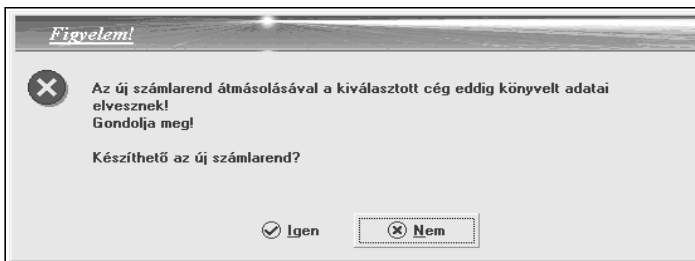 Figyelem!
Az új számlarend átmásolásával a kiválasztott cég eddig könyvelt adatai
elvesznek!
Gondolja meg!
Készíthető az új számlarend?
Igen
Nem